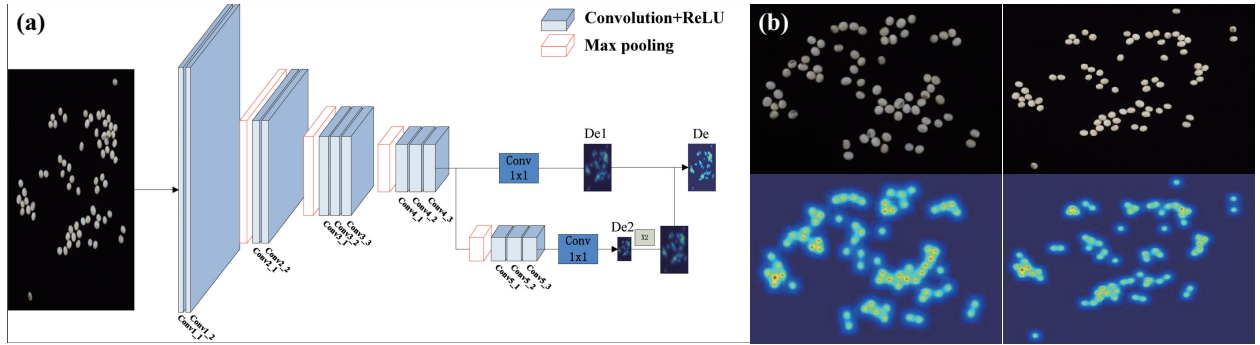 (a)
Convolution+ReLU
Max pooling
De1
De
Conv
1x1
Conv4_3
Conv4_2
Conv4_1
Conv3_3
Conv3_2
Conv3_1
De2
X2
Conv
1x1
Conv2_2
Conv2_1
Conv5_3
Conv5_2
Conv5_1
Conv1_2
Conv1_1
(b)